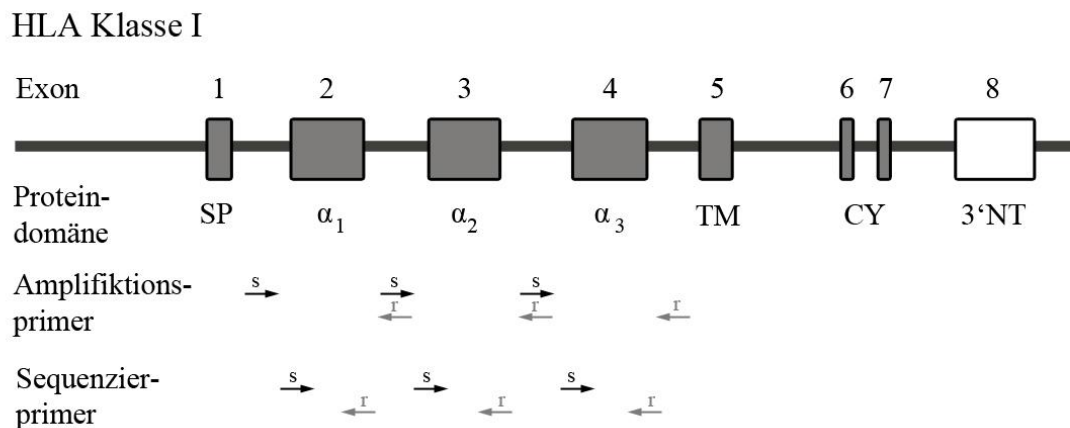 HLA Klasse I
Exon 1 2 3 4 5 6 7 8
Protein-
domäne
SP α1 α2 α3 TM CY 3‘NT
Amplifiktions-
primer
s s s
r r r
Sequenzier-
primer
s s s
r r r